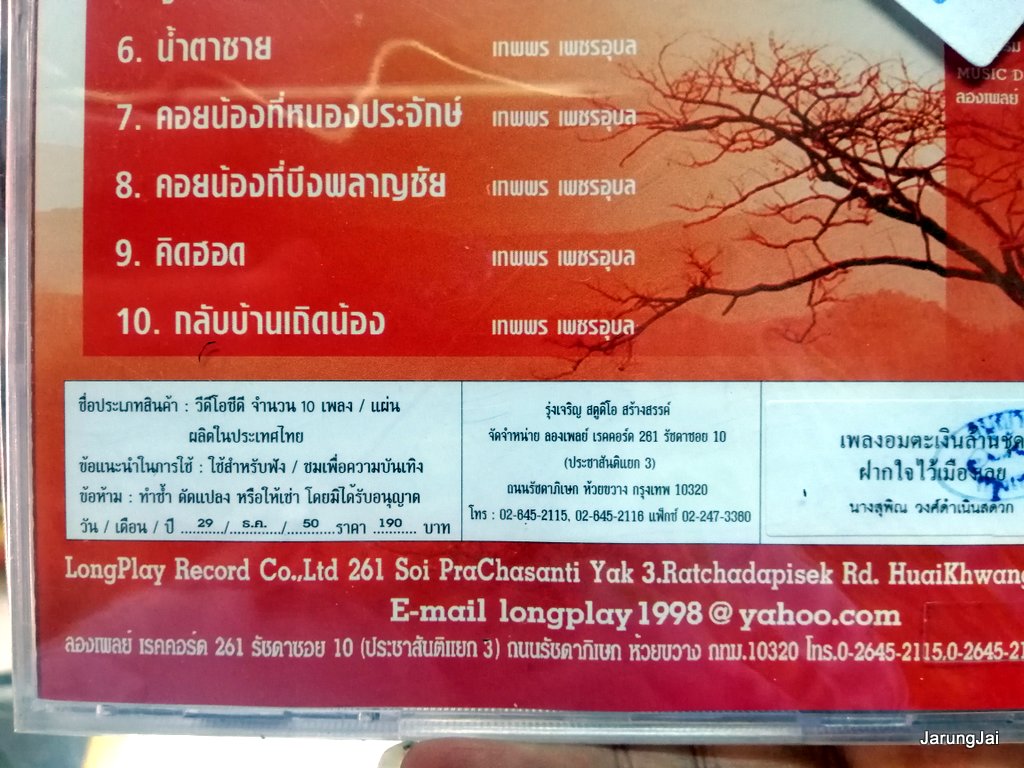 6. น้ำตาชาย เทพพร เพชรอุบล
7. คอยน้องที่หนองประจักษ์ เทพพร เพชรอุบล
8. คอยน้องที่บึงพลาญชัย เทพพร เพชรอุบล
9. คิดฮอด เทพพร เพชรอุบล
10. กลับบ้านเถิดน้อง เทพพร เพชรอุบล
MUSIC D
ลองเพลย์
ชื่อประเภทสินค้า : วีดีโอซีดี จำนวน 10 เพลง / แผ่น
ผลิตในประเทศไทย
ข้อแนะนำในการใช้ : ใช้สำหรับฟัง / ชมเพื่อความบันเทิง
ข้อห้าม : ทำซ้ำ ดัดแปลง หรือให้เช่า โดยมิได้รับอนุญาต
วัน / เดือน / ปี ...29.../...ธ.ค..../...50...ราคา ...190... บาท
รุ่งเจริญ สตูดิโอ สร้างสรรค์
จัดจำหน่าย ลองเพลย์ เรคคอร์ด 261 รัชดาซอย 10
(ประชาสันติแยก 3)
ถนนรัชดาภิเษก ห้วยขวาง กรุงเทพ 10320
โทร : 02-645-2115, 02-645-2116 แฟ็กซ์ 02-247-3360
เพลงอมตะเงินล้านชุด
ฝากใจไว้เมืองเลย
นางสุพิณ วงศ์ดำเนินสดวก
LongPlay Record Co.,Ltd 261 Soi PraChasanti Yak 3.Ratchadapisek Rd. HuaiKhwang
E-mail longplay1998@yahoo.com
ลองเพลย์ เรคคอร์ด 261 รัชดาซอย 10 (ประชาสันติแยก 3) ถนนรัชดาภิเษก ห้วยขวาง กทม.10320 โทร.0-2645-2115,0-2645-21
JarungJai